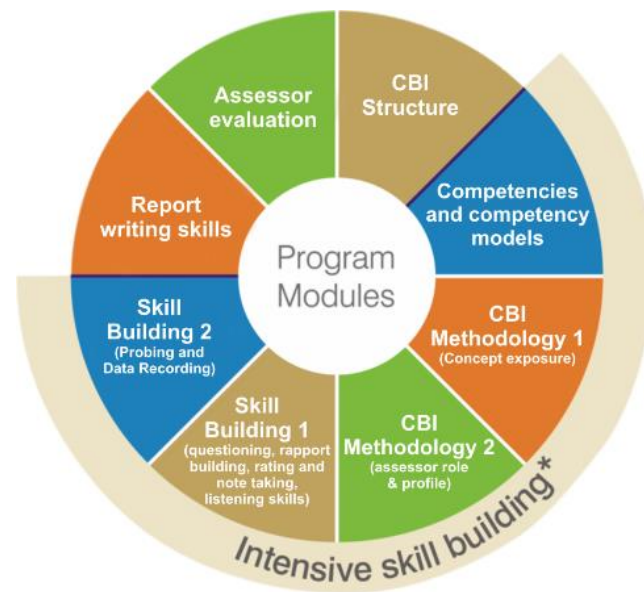 Program
Modules
CBI
Structure
Competencies
and competency
models
CBI
Methodology 1
(Concept exposure)
CBI
Methodology 2
(assessor role
& profile)
Skill
Building 1
(questioning, rapport
building, rating and
note taking,
listening skills)
Skill
Building 2
(Probing and
Data Recording)
Report
writing skills
Assessor
evaluation
Intensive skill building*